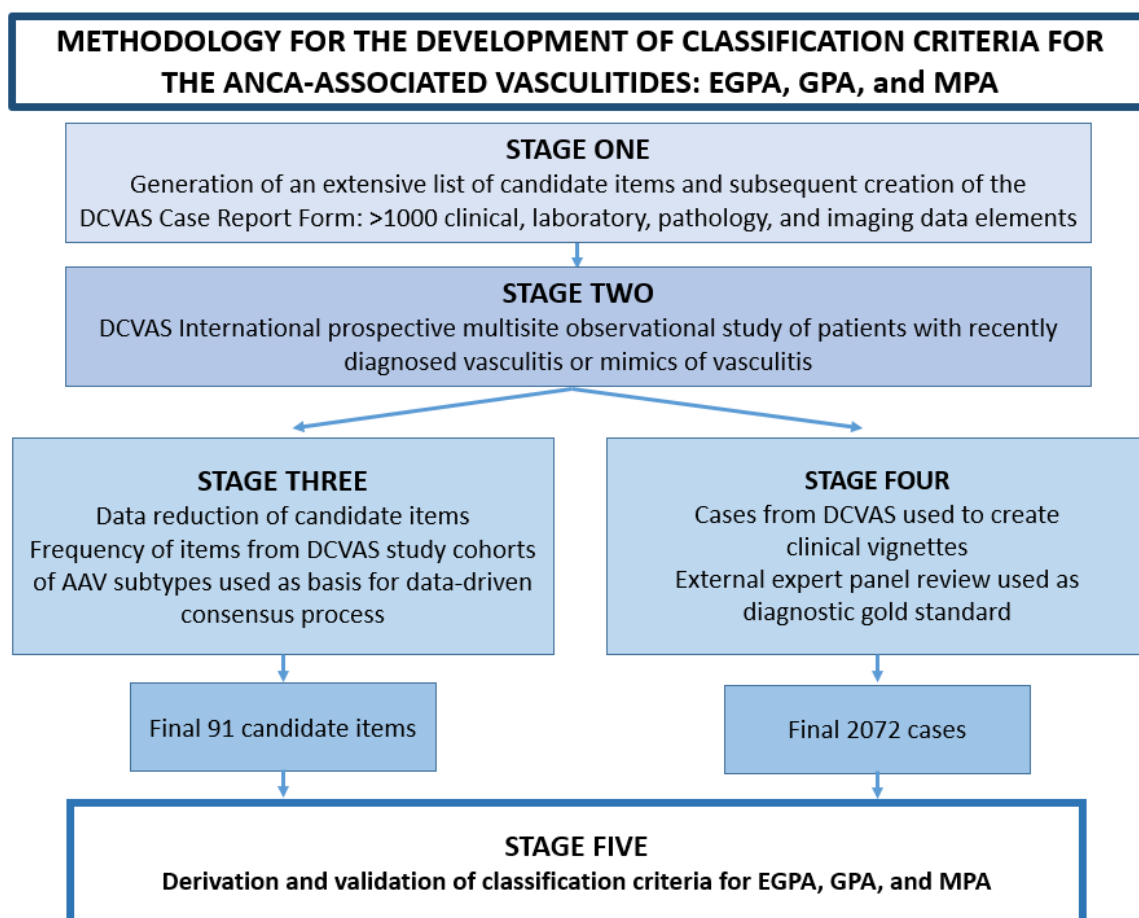 METHODOLOGY FOR THE DEVELOPMENT OF CLASSIFICATION CRITERIA FOR
THE ANCA-ASSOCIATED VASCULITIDES: EGPA, GPA, and MPA
STAGE ONE
Generation of an extensive list of candidate items and subsequent creation of the
DCVAS Case Report Form: >1000 clinical, laboratory, pathology, and imaging data elements
STAGE TWO
DCVAS International prospective multisite observational study of patients with recently
diagnosed vasculitis or mimics of vasculitis
STAGE THREE
Data reduction of candidate items
Frequency of items from DCVAS study cohorts
of AAV subtypes used as basis for data-driven
consensus process
STAGE FOUR
Cases from DCVAS used to create
clinical vignettes
External expert panel review used as
diagnostic gold standard
Final 91 candidate items
Final 2072 cases
STAGE FIVE
Derivation and validation of classification criteria for EGPA, GPA, and MPA